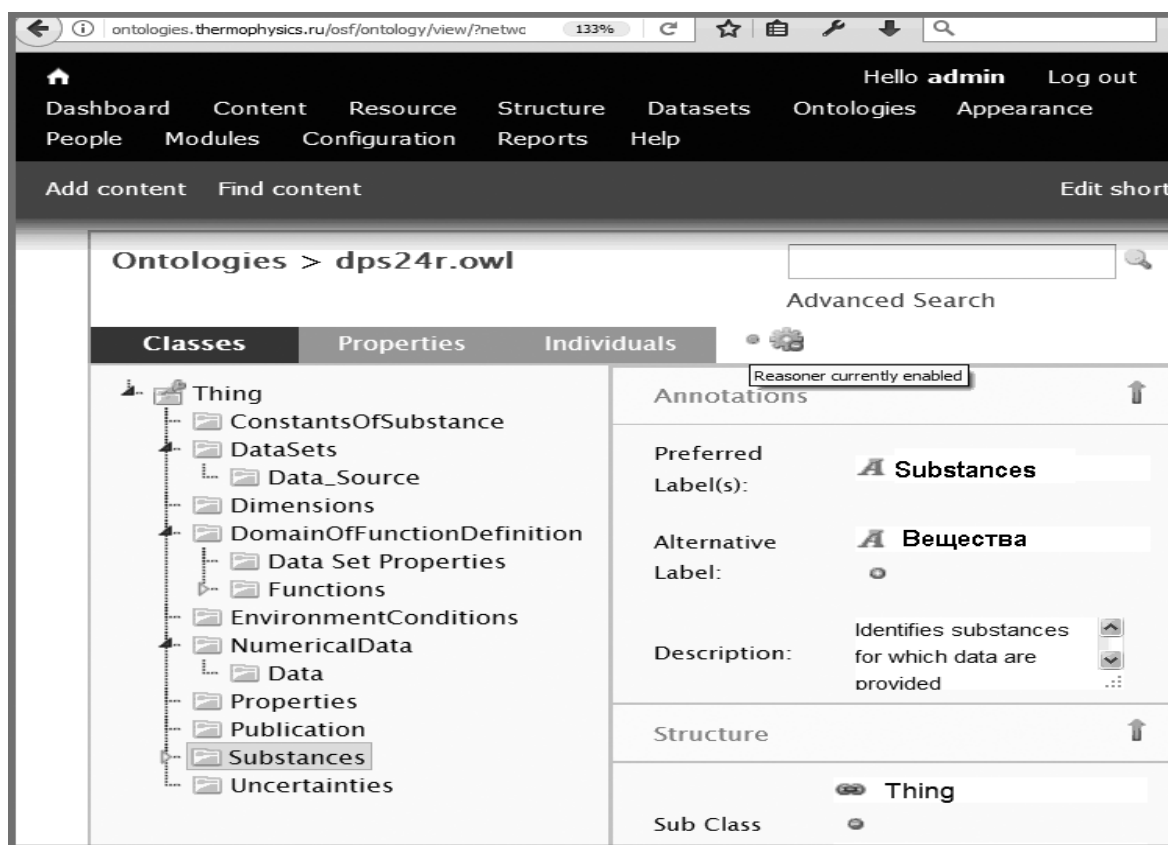 ontologies.thermophysics.ru/osf/ontology/view/?netwc 133%
Hello admin Log out
Dashboard Content Resource Structure Datasets Ontologies Appearance
People Modules Configuration Reports Help
Add content Find content Edit short
Ontologies > dps24r.owl
Advanced Search
Classes Properties Individuals
Reasoner currently enabled
Thing
ConstantsOfSubstance
DataSets
Data_Source
Dimensions
DomainOfFunctionDefinition
Data Set Properties
Functions
EnvironmentConditions
NumericalData
Data
Properties
Publication
Substances
Uncertainties
Annotations
Preferred
Label(s):
Substances
Alternative
Label:
Вещества
Description:
Identifies substances
for which data are
provided
Structure
Thing
Sub Class